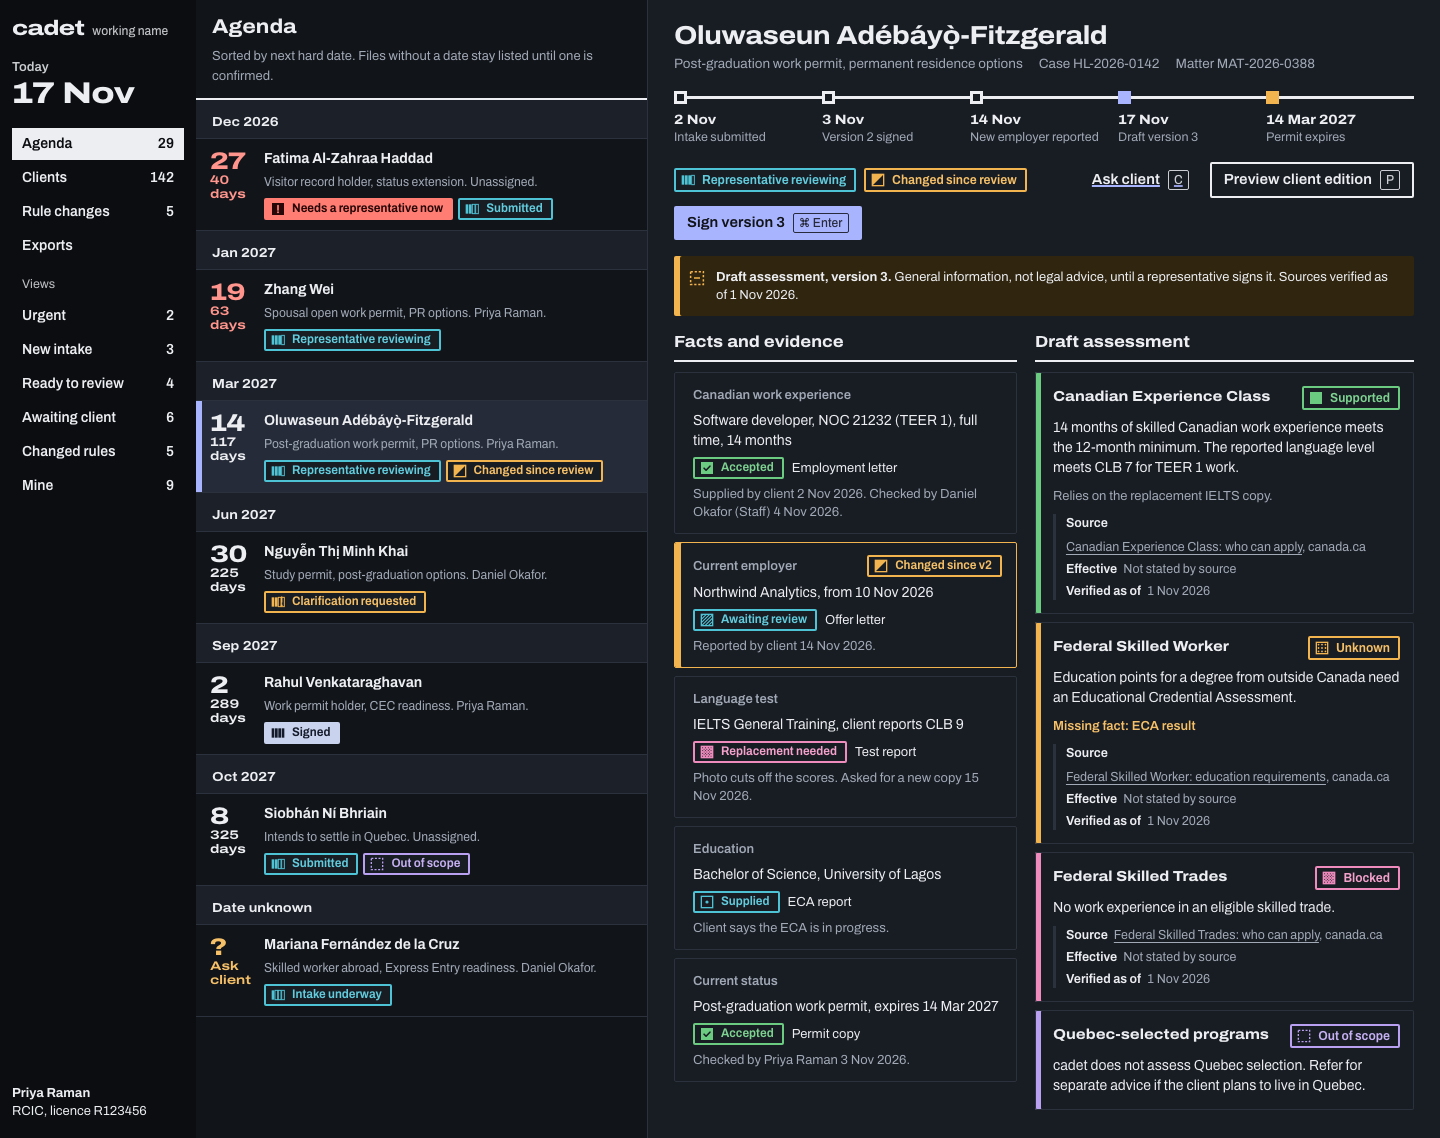 cadet working name
Today
17 Nov
Agenda 29
Clients 142
Rule changes 5
Exports
Views
Urgent 2
New intake 3
Ready to review 4
Awaiting client 6
Changed rules 5
Mine 9
Priya Raman
RCIC, licence R123456
Agenda
Sorted by next hard date. Files without a date stay listed until one is
confirmed.
Dec 2026
27
40
days
Fatima Al-Zahraa Haddad
Visitor record holder, status extension. Unassigned.
! Needs a representative now Submitted
Jan 2027
19
63
days
Zhang Wei
Spousal open work permit, PR options. Priya Raman.
Representative reviewing
Mar 2027
14
117
days
Oluwaseun Adébáyọ̀-Fitzgerald
Post-graduation work permit, PR options. Priya Raman.
Representative reviewing Changed since review
Jun 2027
30
225
days
Nguyễn Thị Minh Khai
Study permit, post-graduation options. Daniel Okafor.
Clarification requested
Sep 2027
2
289
days
Rahul Venkataraghavan
Work permit holder, CEC readiness. Priya Raman.
Signed
Oct 2027
8
325
days
Siobhán Ní Bhriain
Intends to settle in Quebec. Unassigned.
Submitted Out of scope
Date unknown
?
Ask
client
Mariana Fernández de la Cruz
Skilled worker abroad, Express Entry readiness. Daniel Okafor.
Intake underway
Oluwaseun Adébáyọ̀-Fitzgerald
Post-graduation work permit, permanent residence options Case HL-2026-0142 Matter MAT-2026-0388
2 Nov
Intake submitted
3 Nov
Version 2 signed
14 Nov
New employer reported
17 Nov
Draft version 3
14 Mar 2027
Permit expires
Representative reviewing Changed since review Ask client C Preview client edition P
Sign version 3 ⌘ Enter
Draft assessment, version 3. General information, not legal advice, until a representative signs it. Sources verified as
of 1 Nov 2026.
Facts and evidence
Canadian work experience
Software developer, NOC 21232 (TEER 1), full
time, 14 months
Accepted Employment letter
Supplied by client 2 Nov 2026. Checked by Daniel
Okafor (Staff) 4 Nov 2026.
Current employer Changed since v2
Northwind Analytics, from 10 Nov 2026
Awaiting review Offer letter
Reported by client 14 Nov 2026.
Language test
IELTS General Training, client reports CLB 9
Replacement needed Test report
Photo cuts off the scores. Asked for a new copy 15
Nov 2026.
Education
Bachelor of Science, University of Lagos
Supplied ECA report
Client says the ECA is in progress.
Current status
Post-graduation work permit, expires 14 Mar 2027
Accepted Permit copy
Checked by Priya Raman 3 Nov 2026.
Draft assessment
Canadian Experience Class Supported
14 months of skilled Canadian work experience meets
the 12-month minimum. The reported language level
meets CLB 7 for TEER 1 work.
Relies on the replacement IELTS copy.
Source
Canadian Experience Class: who can apply, canada.ca
Effective Not stated by source
Verified as of 1 Nov 2026
Federal Skilled Worker Unknown
Education points for a degree from outside Canada need
an Educational Credential Assessment.
Missing fact: ECA result
Source
Federal Skilled Worker: education requirements, canada.ca
Effective Not stated by source
Verified as of 1 Nov 2026
Federal Skilled Trades Blocked
No work experience in an eligible skilled trade.
Source Federal Skilled Trades: who can apply, canada.ca
Effective Not stated by source
Verified as of 1 Nov 2026
Quebec-selected programs Out of scope
cadet does not assess Quebec selection. Refer for
separate advice if the client plans to live in Quebec.